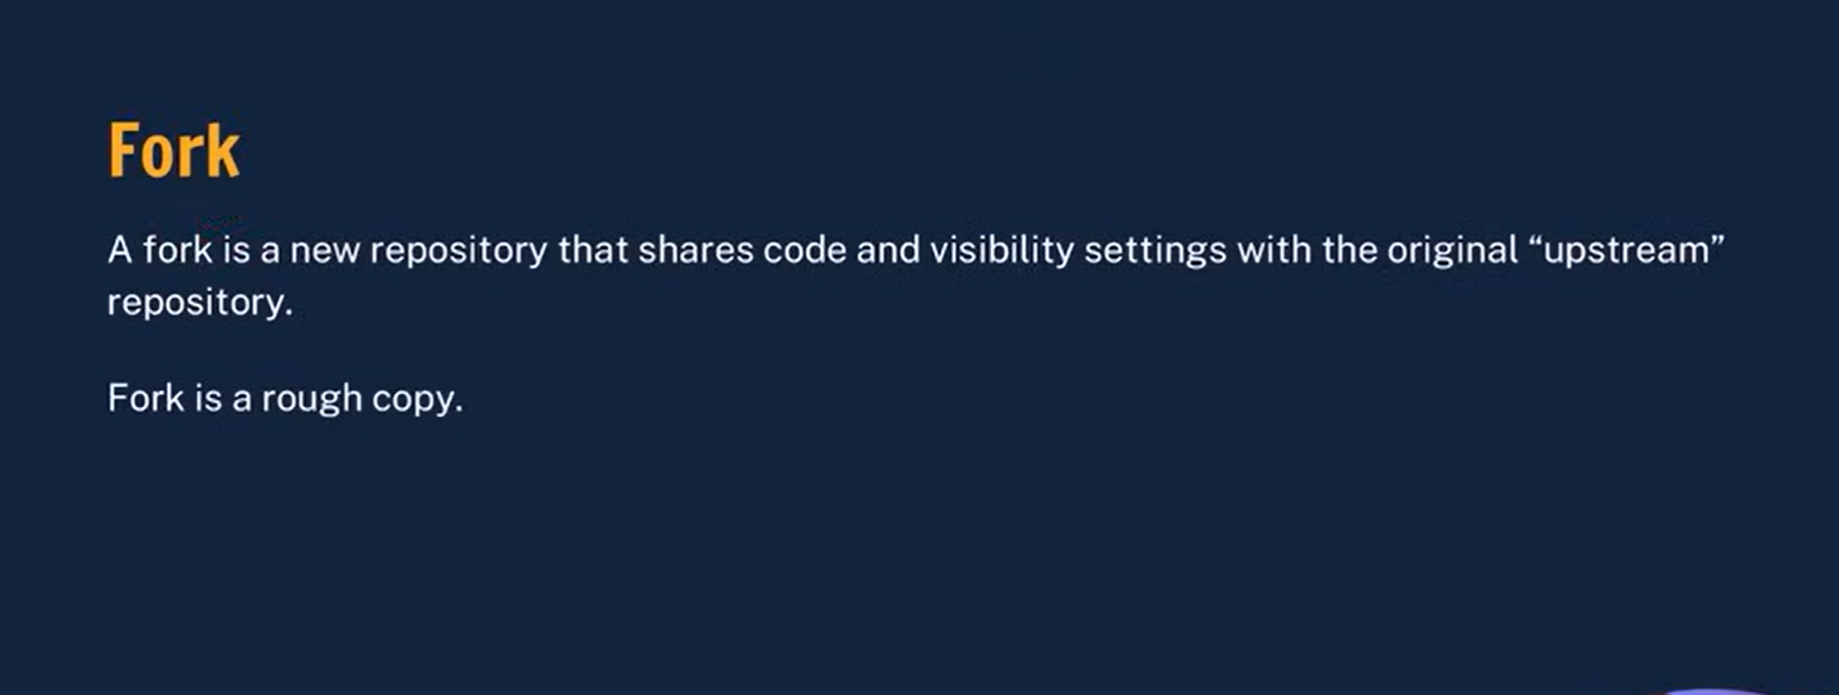 Fork
A fork is a new repository that shares code and visibility settings with the original “upstream”
repository.
Fork is a rough copy.